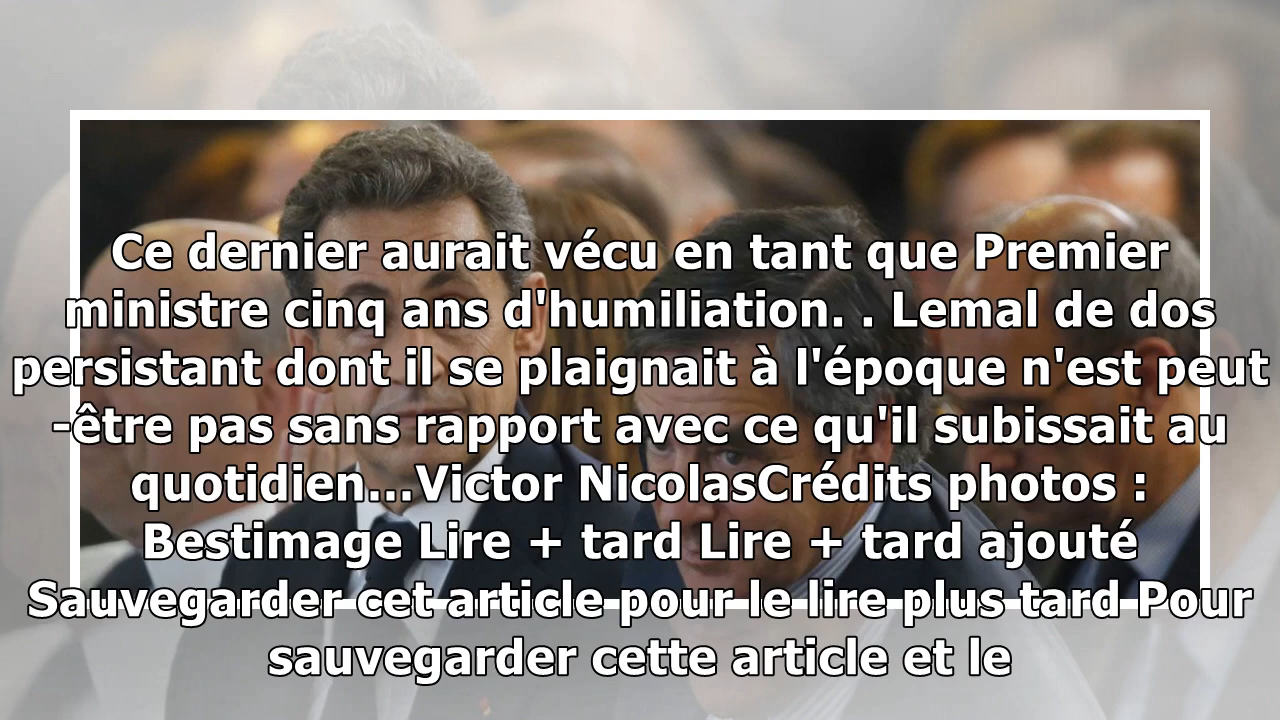 Ce dernier aurait vécu en tant que Premier
ministre cinq ans d'humiliation. . Lemal de dos
persistant dont il se plaignait à l'époque n'est peut
-être pas sans rapport avec ce qu'il subissait au
quotidien...Victor NicolasCrédits photos :
Bestimage Lire + tard Lire + tard ajouté
Sauvegarder cet article pour le lire plus tard Pour
sauvegarder cette article et le